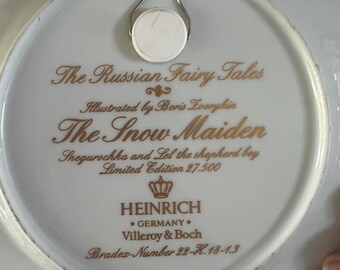 The Russian Fairy Tales
Illustrated by Boris Zvorykin
The Snow Maiden
Snegurochka and Lel the shepherd boy
Limited Edition 27.500
HEINRICH
GERMANY
Villeroy & Boch
Bradex-Number 22-H.18-1.3